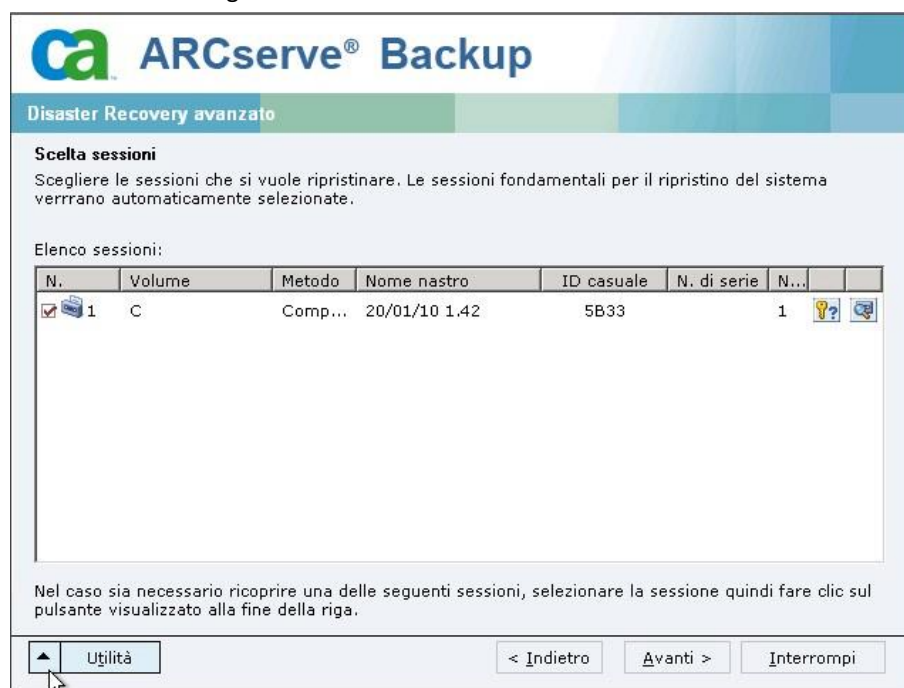 ca ARCserve® Backup
Disaster Recovery avanzato
Scelta sessioni
Scegliere le sessioni che si vuole ripristinare. Le sessioni fondamentali per il ripristino del sistema
verrrano automaticamente selezionate.
Elenco sessioni:
N. Volume Metodo Nome nastro ID casuale N. di serie N...
1 C Comp... 20/01/10 1.42 5B33 1
Nel caso sia necessario ricoprire una delle seguenti sessioni, selezionare la sessione quindi fare clic sul
pulsante visualizzato alla fine della riga.
Utilità < Indietro Avanti > Interrompi